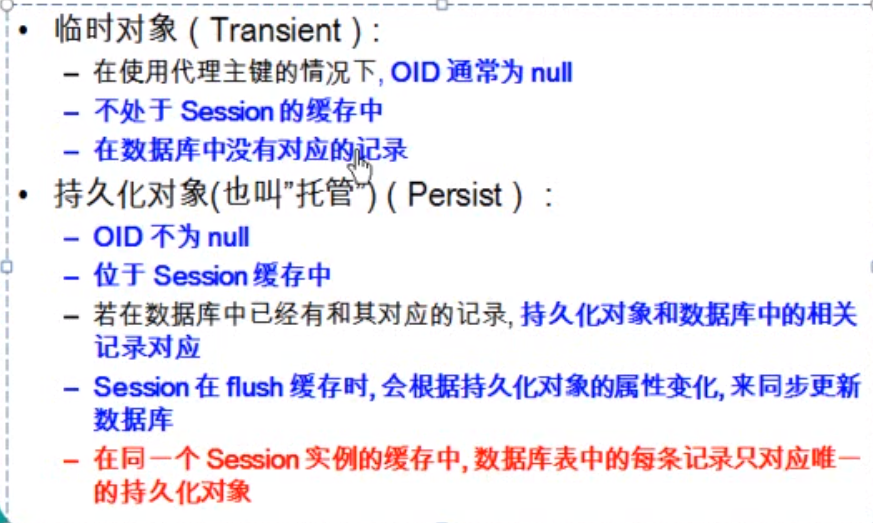 • 临时对象（Transient）:
– 在使用代理主键的情况下, OID 通常为 null
– 不处于 Session 的缓存中
– 在数据库中没有对应的记录
• 持久化对象(也叫”托管”)（Persist）:
– OID 不为 null
– 位于 Session 缓存中
– 若在数据库中已经有和其对应的记录, 持久化对象和数据库中的相关
记录对应
– Session 在 flush 缓存时, 会根据持久化对象的属性变化, 来同步更新
数据库
– 在同一个 Session 实例的缓存中, 数据库表中的每条记录只对应唯一
的持久化对象